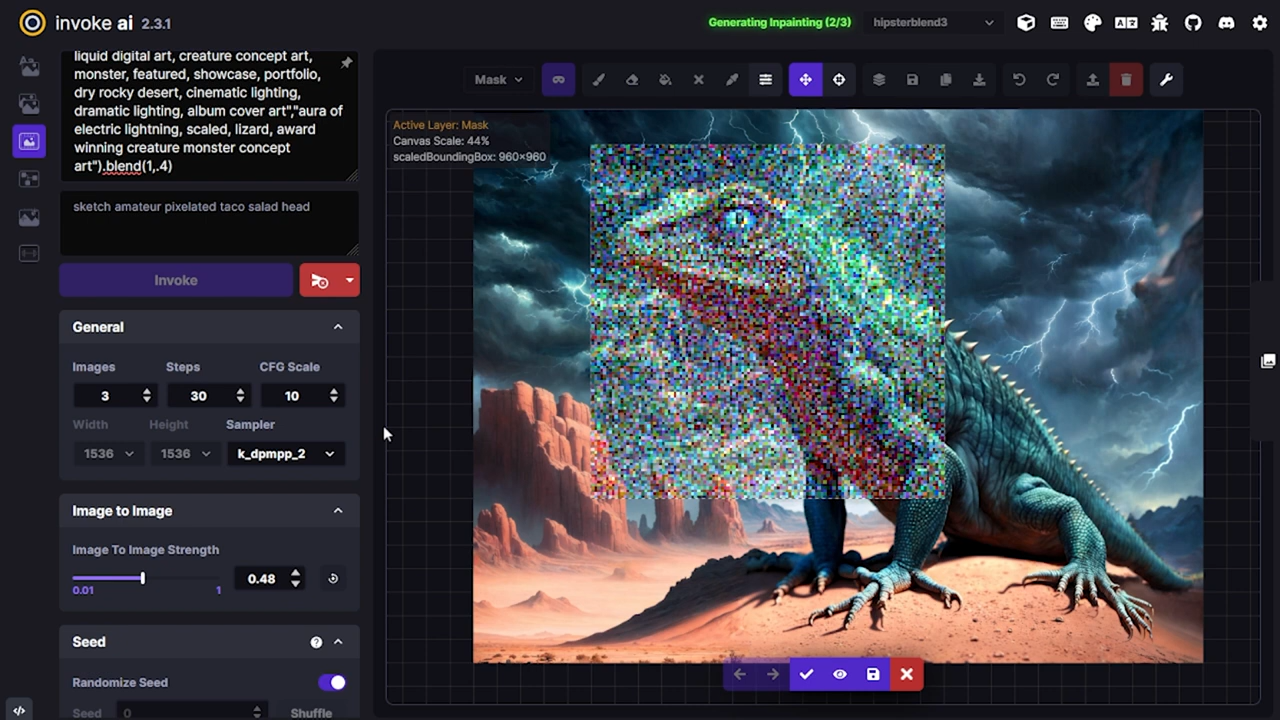 invoke ai 2.3.1
Generating Inpainting (2/3)
hipsterblend3
liquid digital art, creature concept art,
monster, featured, showcase, portfolio,
dry rocky desert, cinematic lighting,
dramatic lighting, album cover art","aura of
electric lightning, scaled, lizard, award
winning creature monster concept
art").blend(1,.4)
sketch amateur pixelated taco salad head
Invoke
General
Images Steps CFG Scale
3 30 10
Width Height Sampler
1536 1536 k_dpmpp_2
Image to Image
Image To Image Strength
0.48
0.01 1
Seed
Randomize Seed
Seed 0 Shuffle
Mask
Active Layer: Mask
Canvas Scale: 44%
scaledBoundingBox: 960×960